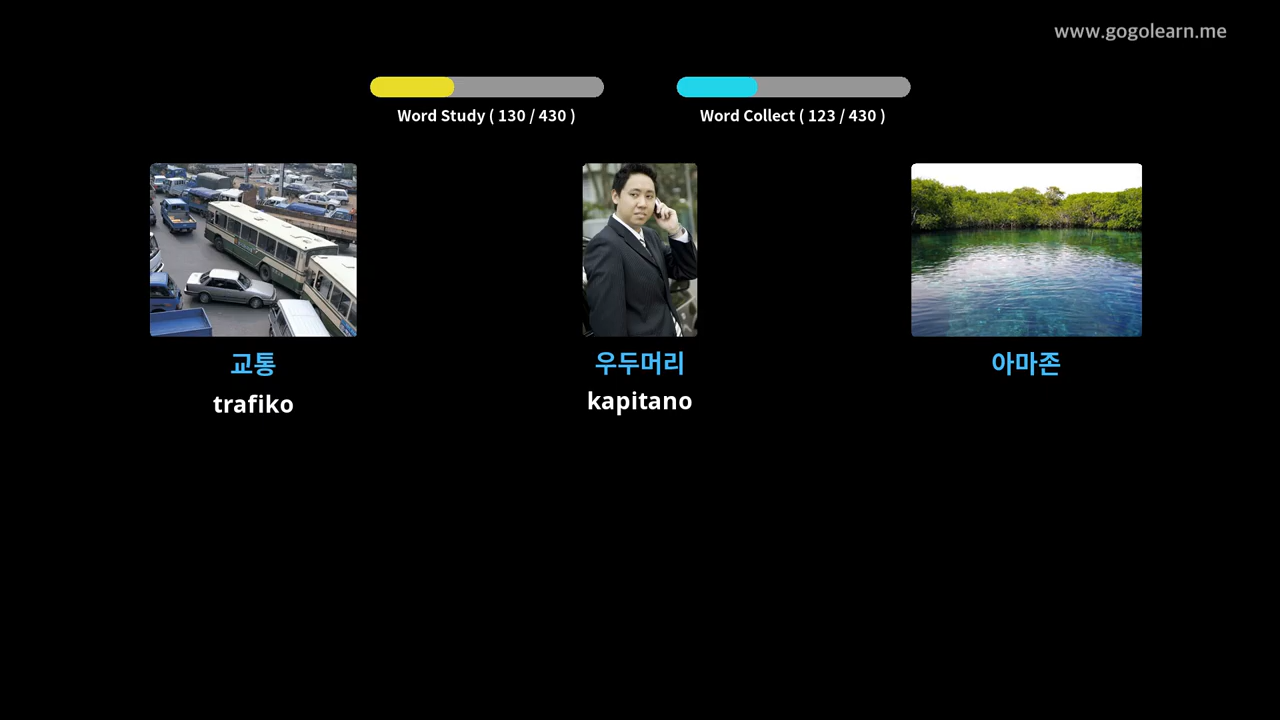 www.gogolearn.me
Word Study ( 130 / 430 )
Word Collect ( 123 / 430 )
교통
우두머리
아마존
trafiko
kapitano